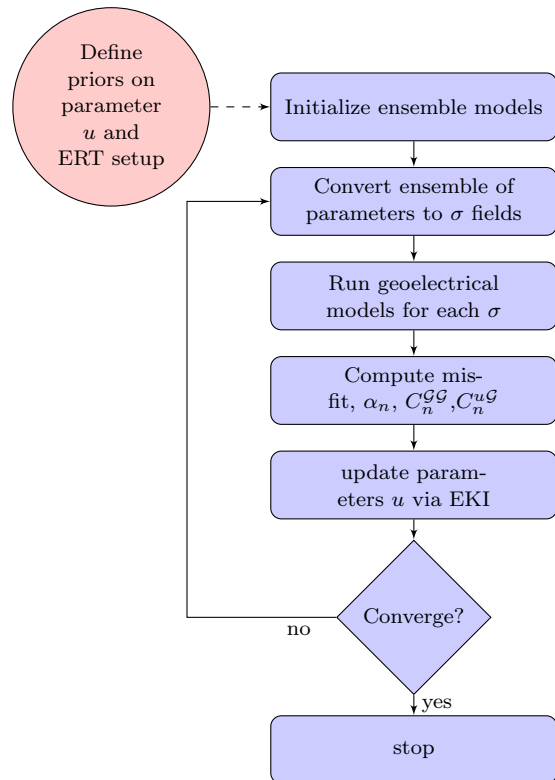 Define
priors on
parameter
u and
ERT setup
Initialize ensemble models
Convert ensemble of
parameters to σ fields
Run geoelectrical
models for each σ
Compute mis-
fit, αₙ, Cₙ^{𝒢𝒢},Cₙ^{u𝒢}
update param-
eters u via EKI
Converge?
no
yes
stop